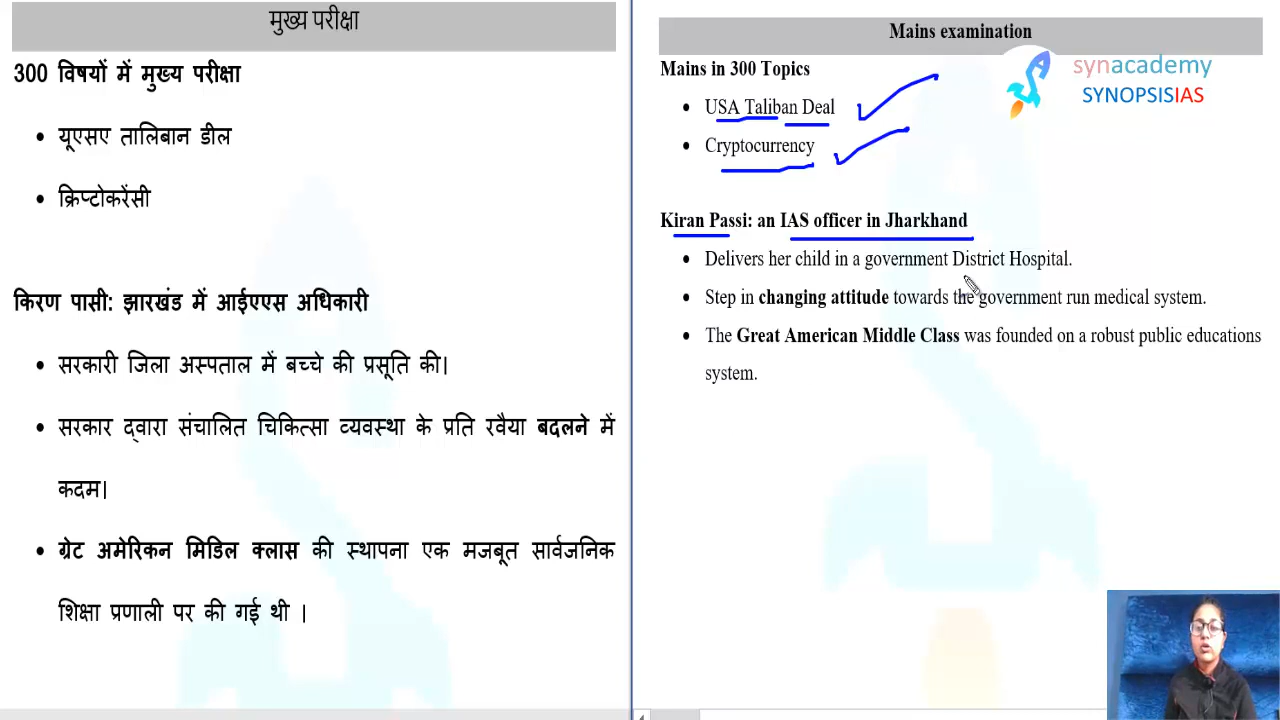 मुख्य परीक्षा
300 विषयों में मुख्य परीक्षा
• यूएसए तालिबान डील
• क्रिप्टोकरेंसी
किरण पासी: झारखंड में आईएएस अधिकारी
• सरकारी जिला अस्पताल में बच्चे की प्रसूति की।
• सरकार द्वारा संचालित चिकित्सा व्यवस्था के प्रति रवैया बदलने में
कदम।
• ग्रेट अमेरिकन मिडिल क्लास की स्थापना एक मजबूत सार्वजनिक
शिक्षा प्रणाली पर की गई थी ।
Mains examination
synacademy
SYNOPSISIAS
Mains in 300 Topics
• USA Taliban Deal
• Cryptocurrency
Kiran Passi: an IAS officer in Jharkhand
• Delivers her child in a government District Hospital.
• Step in changing attitude towards the government run medical system.
• The Great American Middle Class was founded on a robust public educations
system.